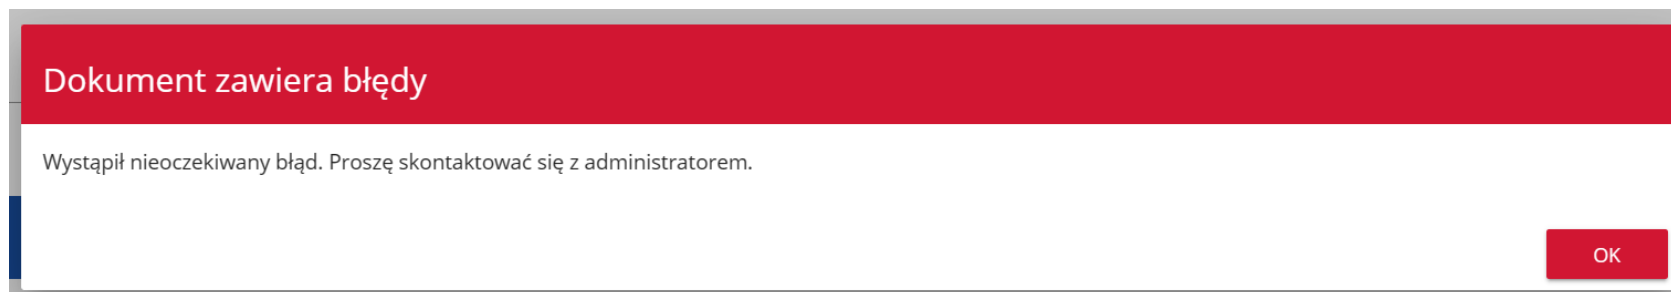 Dokument zawiera błędy
Wystąpił nieoczekiwany błąd. Proszę skontaktować się z administratorem.
OK